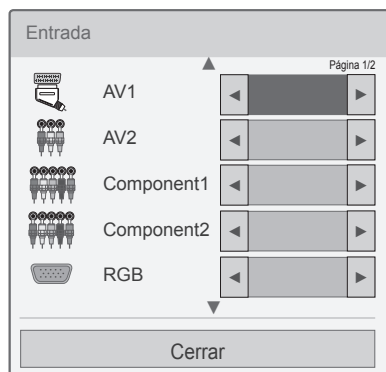 Entrada
Página 1/2
AV1
AV2
Component1
Component2
RGB
Cerrar